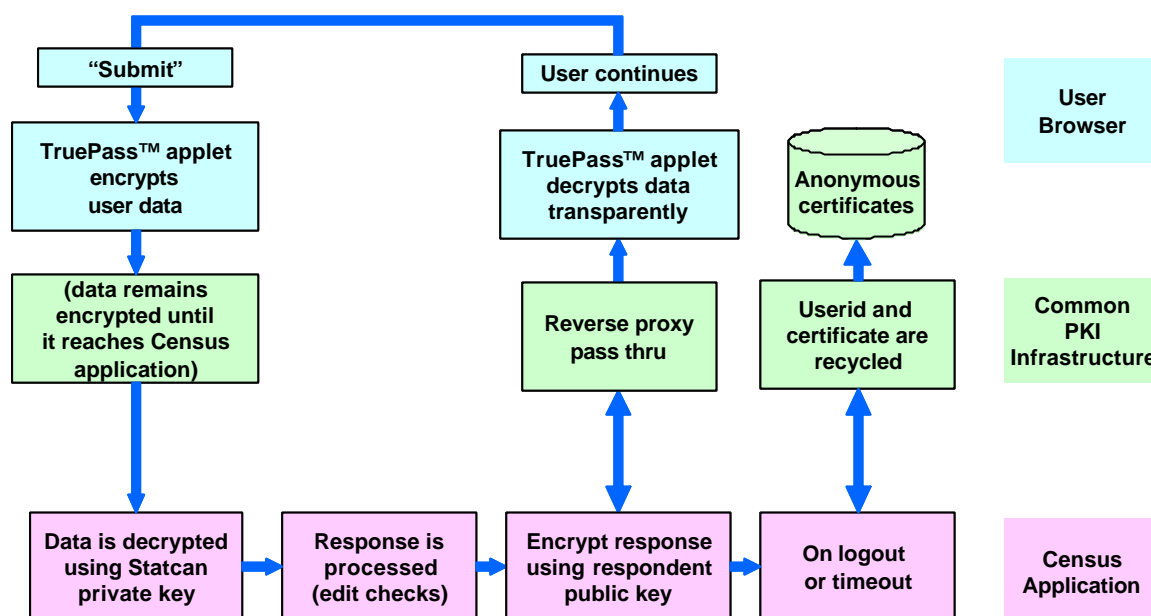 “Submit”
User continues
User
Browser
TruePass™ applet
encrypts
user data
TruePass™ applet
decrypts data
transparently
Anonymous
certificates
(data remains
encrypted until
it reaches Census
application)
Reverse proxy
pass thru
Userid and
certificate are
recycled
Common
PKI
Infrastructure
Data is decrypted
using Statcan
private key
Response is
processed
(edit checks)
Encrypt response
using respondent
public key
On logout
or timeout
Census
Application